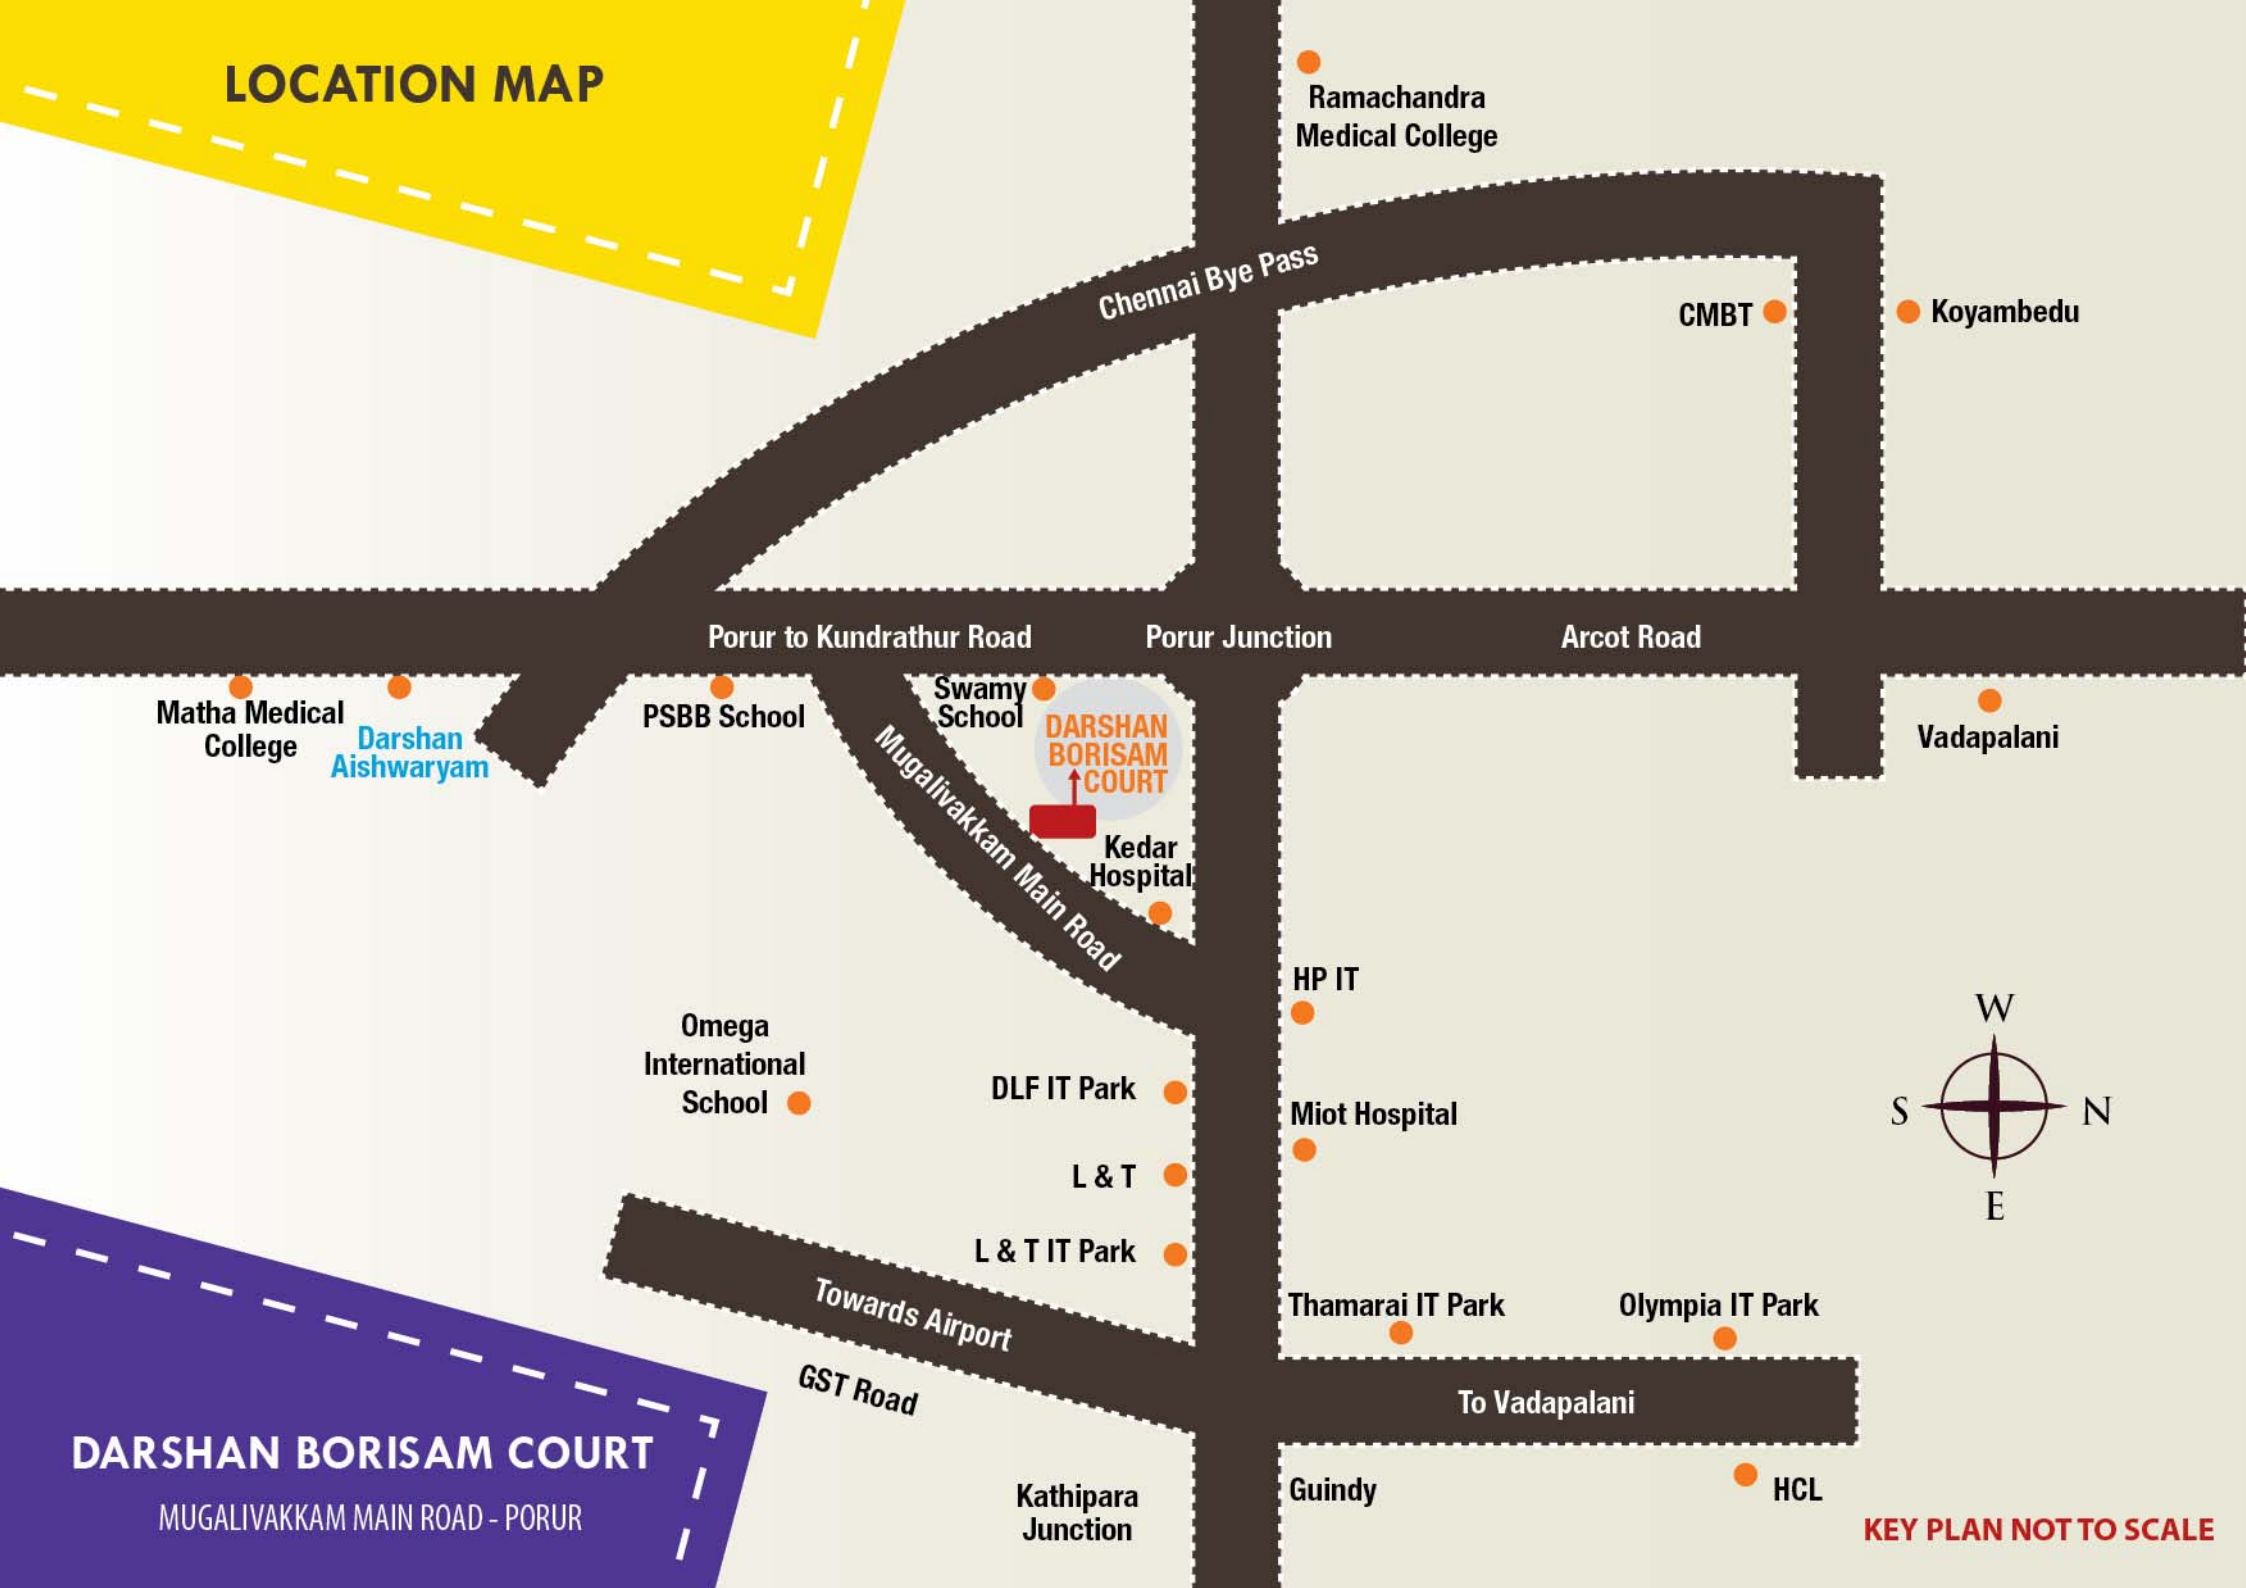 LOCATION MAP
Ramachandra
Medical College
Chennai Bye Pass
CMBT
Koyambedu
Porur to Kundrathur Road
Porur Junction
Arcot Road
Matha Medical
College
Darshan
Aishwaryam
PSBB School
Swamy
School
DARSHAN
BORISAM
COURT
Vadapalani
Mugalivakkam Main Road
Kedar
Hospital
HP IT
Omega
International
School
DLF IT Park
Miot Hospital
L & T
L & T IT Park
W
S
N
E
Towards Airport
GST Road
Thamarai IT Park
Olympia IT Park
To Vadapalani
Kathipara
Junction
Guindy
HCL
DARSHAN BORISAM COURT
MUGALIVAKKAM MAIN ROAD - PORUR
KEY PLAN NOT TO SCALE